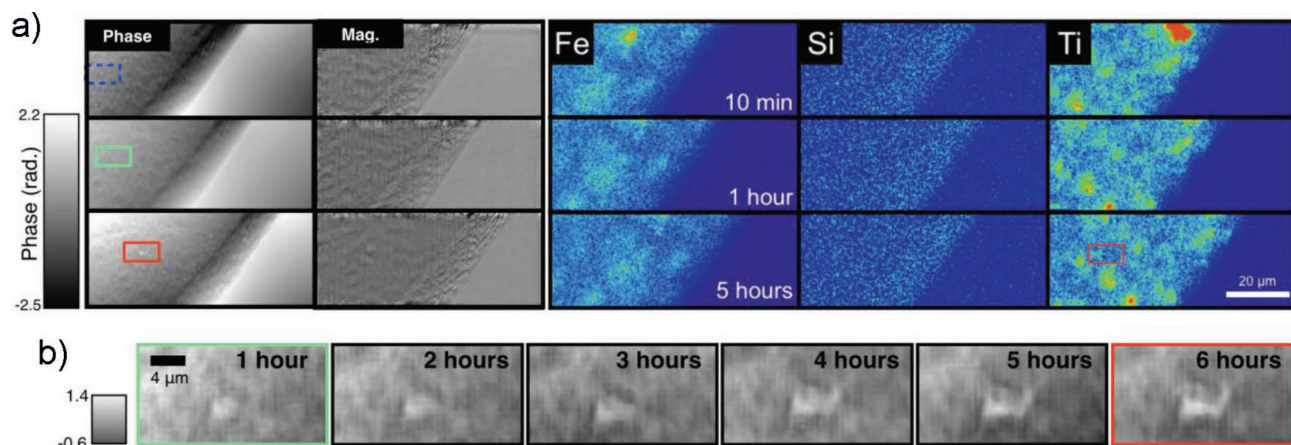 a)
Phase
Mag.
Fe
Si
Ti
10 min
2.2
Phase (rad.)
-2.5
1 hour
5 hours
20 µm
b)
1 hour
2 hours
3 hours
4 hours
5 hours
6 hours
4 µm
1.4
-0.6